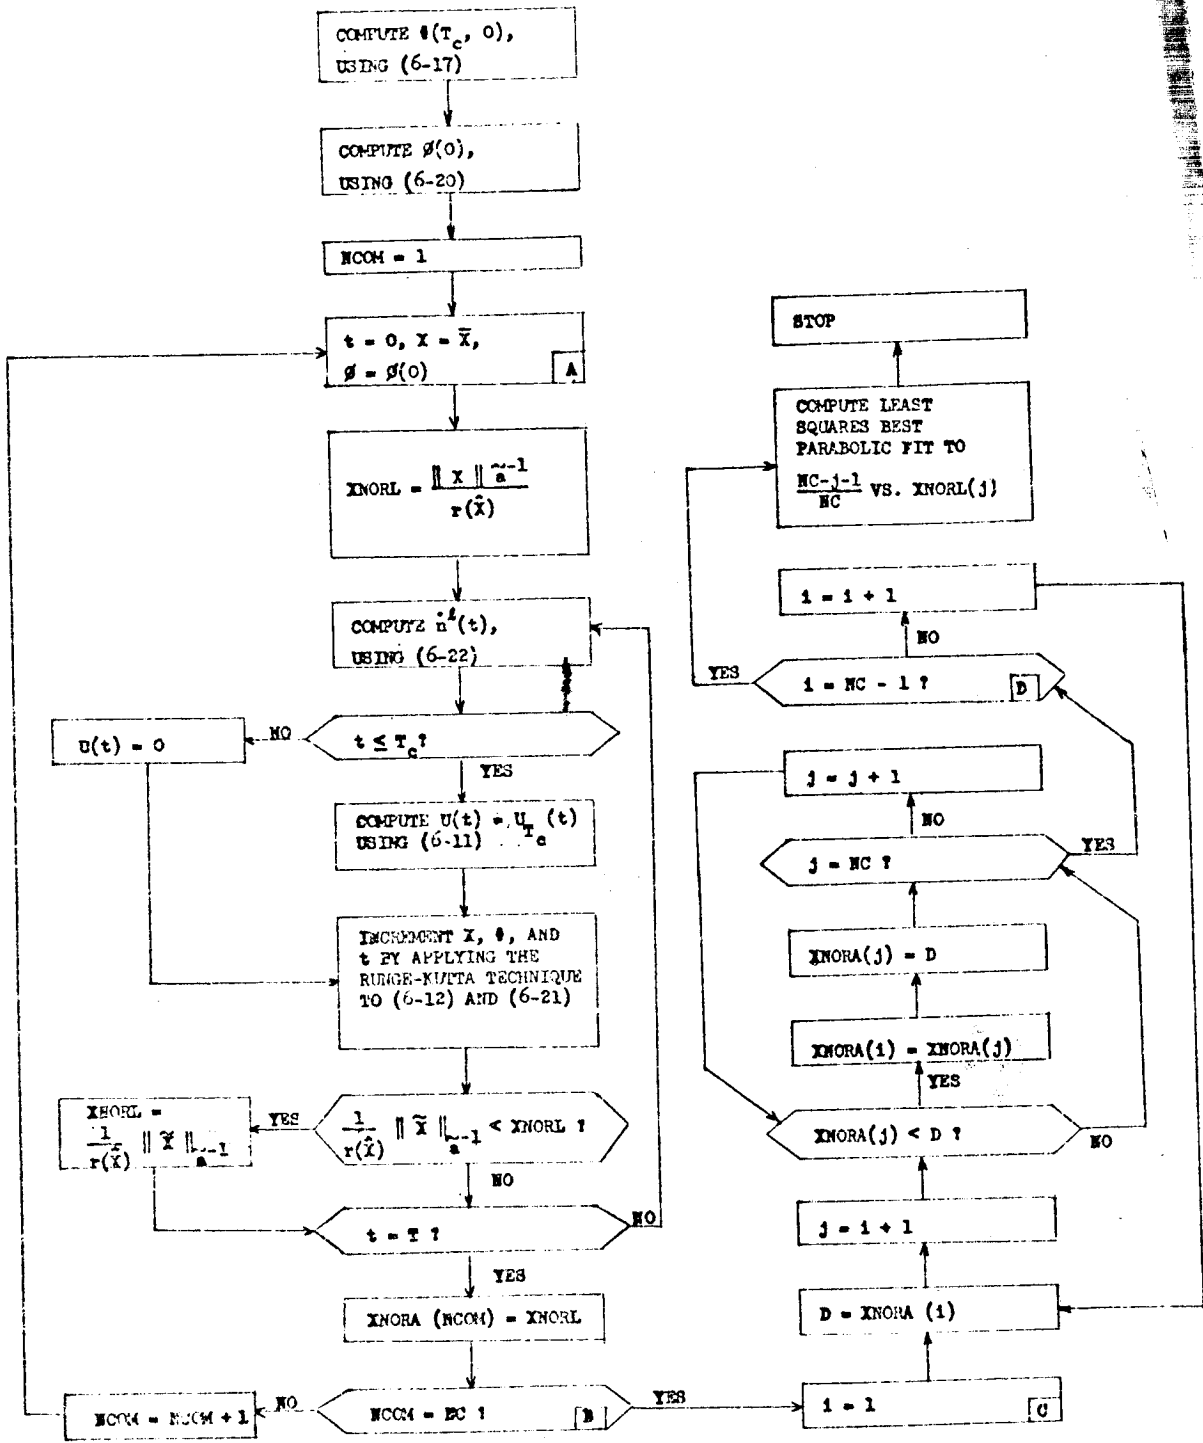 COMPUTE Φ(T_c, 0),
USING (6-17)
COMPUTE Ø(0),
USING (6-20)
NCOM = 1
t = 0, X = X̅,
Ø = Ø(0)
A
XNORL = ‖ X ‖ ã⁻¹ / r(X̂)
COMPUTE ṅˡ(t),
USING (6-22)
t ≤ T_c?
NO
U(t) = 0
YES
COMPUTE U(t) = U_T_c (t)
USING (6-11)
INCREMENT X, Φ, AND
t BY APPLYING THE
RUNGE-KUTTA TECHNIQUE
TO (6-12) AND (6-21)
1/r(X̂) ‖ X̃ ‖ ã⁻¹ < XNORL ?
YES
XNORL =
1/r(X̂) ‖ X̃ ‖ ã⁻¹
NO
t = T ?
NO
YES
XNORA (NCOM) = XNORL
NCOM = NC ?
B
NO
NCOM = NCOM + 1
YES
i = 1
C
D = XNORA (i)
j = i + 1
XNORA(j) < D ?
NO
YES
XNORA(i) = XNORA(j)
XNORA(j) = D
j = NC ?
YES
NO
j = j + 1
i = NC - 1 ?
D
YES
NO
i = i + 1
COMPUTE LEAST
SQUARES BEST
PARABOLIC FIT TO
NC-j-1/NC VS. XNORL(j)
STOP